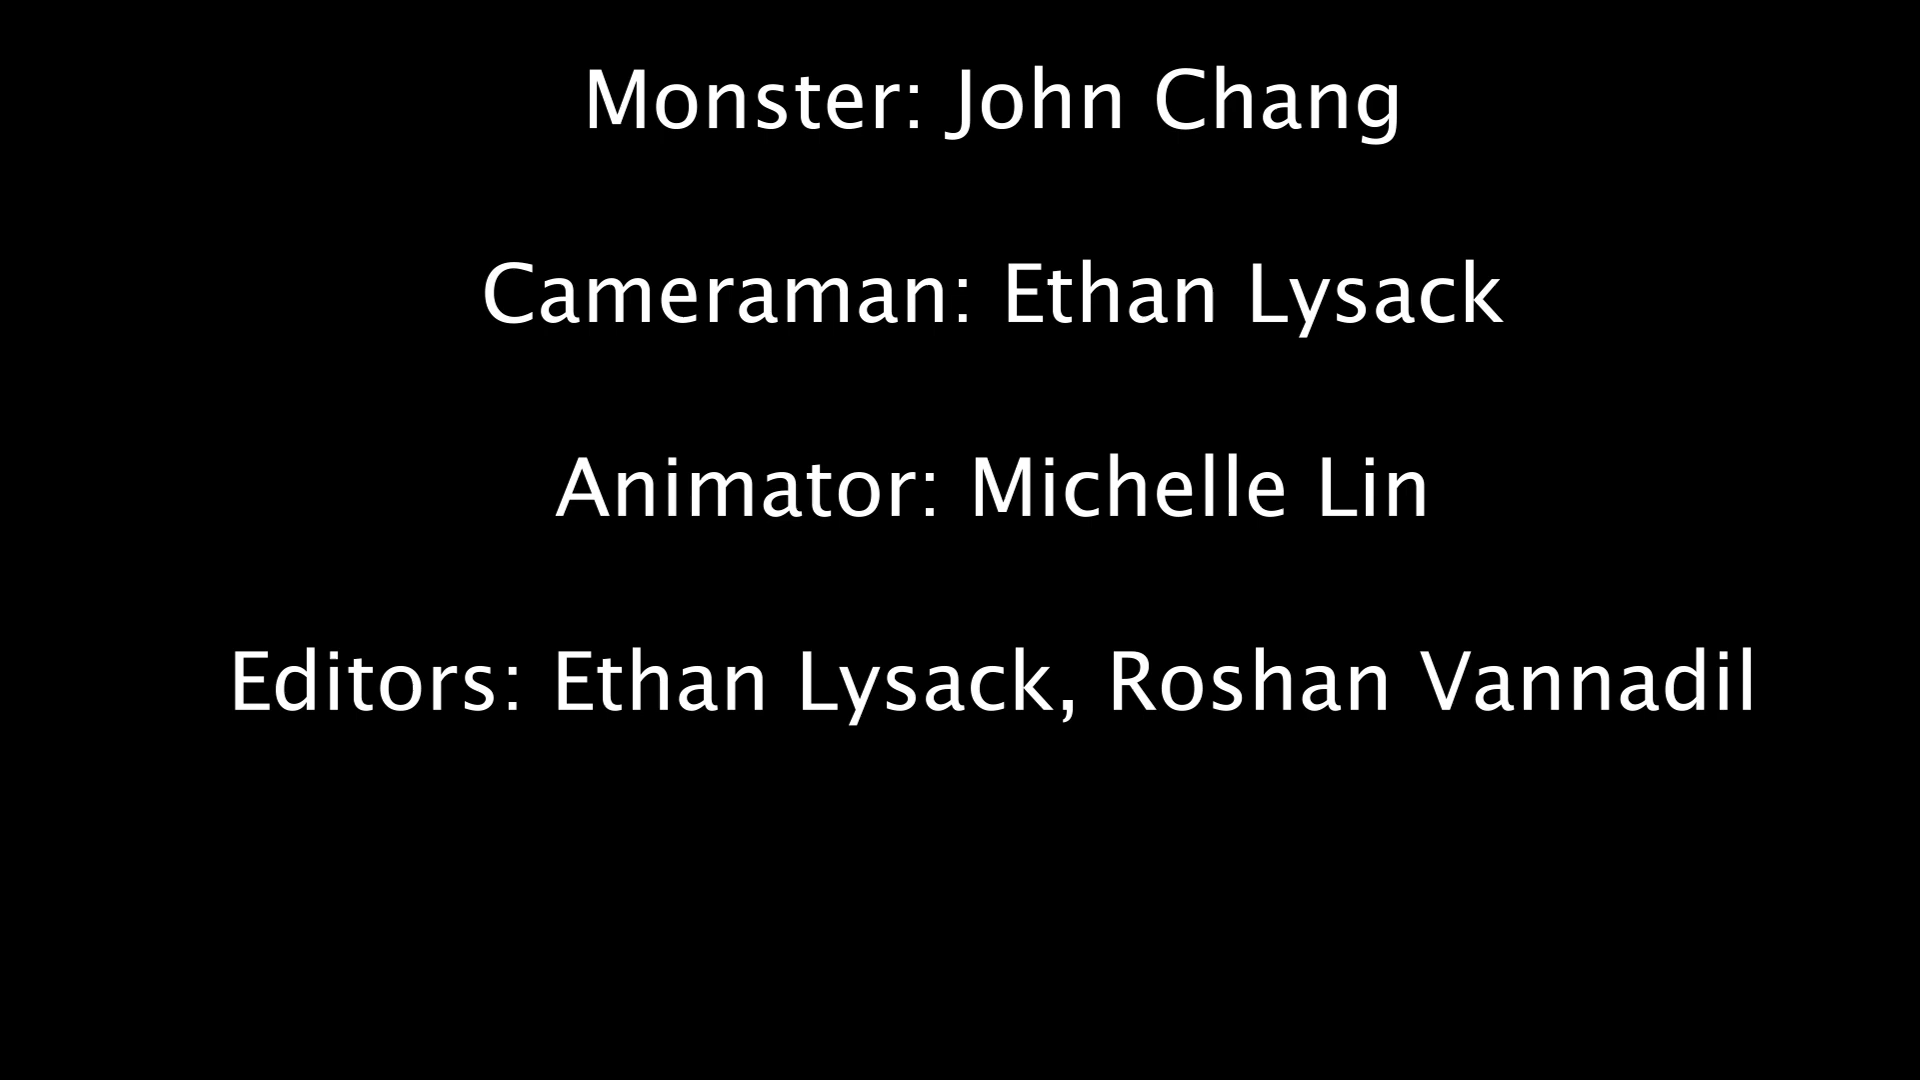 Monster: John Chang
Cameraman: Ethan Lysack
Animator: Michelle Lin
Editors: Ethan Lysack, Roshan Vannadil